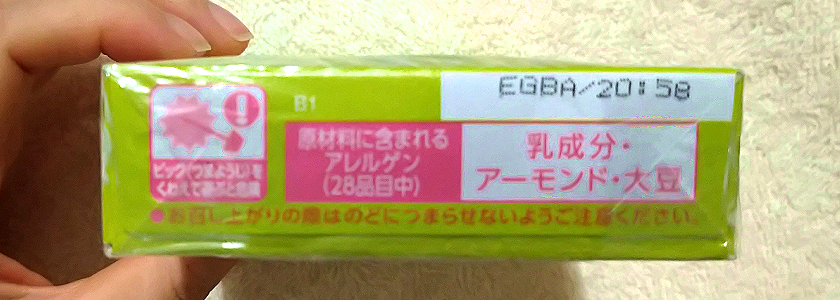 EGBA/20:58
B1
原材料に含まれる
アレルゲン
(28品目中)
乳成分・
アーモンド・大豆
ピック(つまようじ)を
くわえて遊ぶと危険
●お召し上がりの際はのどにつまらせないようご注意ください。